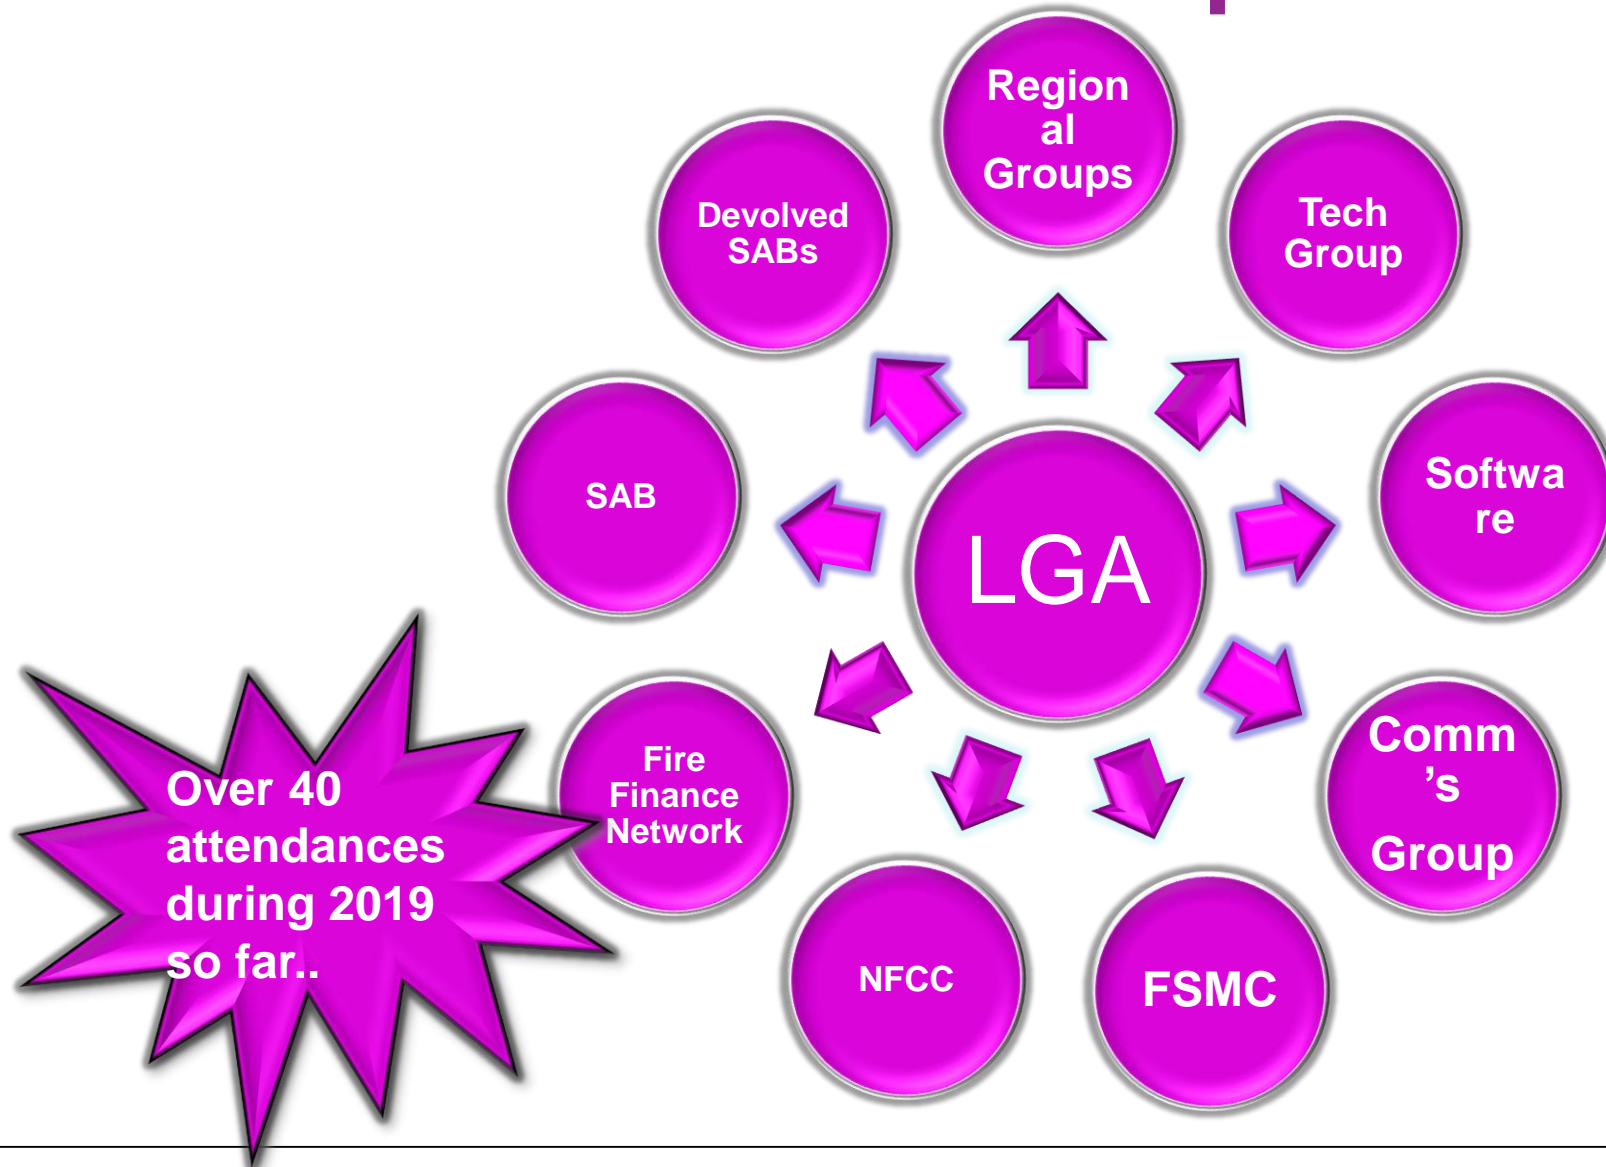 Region
al
Groups
Tech
Group
Softwa
re
Comm
's
Group
FSMC
NFCC
Fire
Finance
Network
SAB
Devolved
SABs
LGA
Over 40
attendances
during 2019
so far..